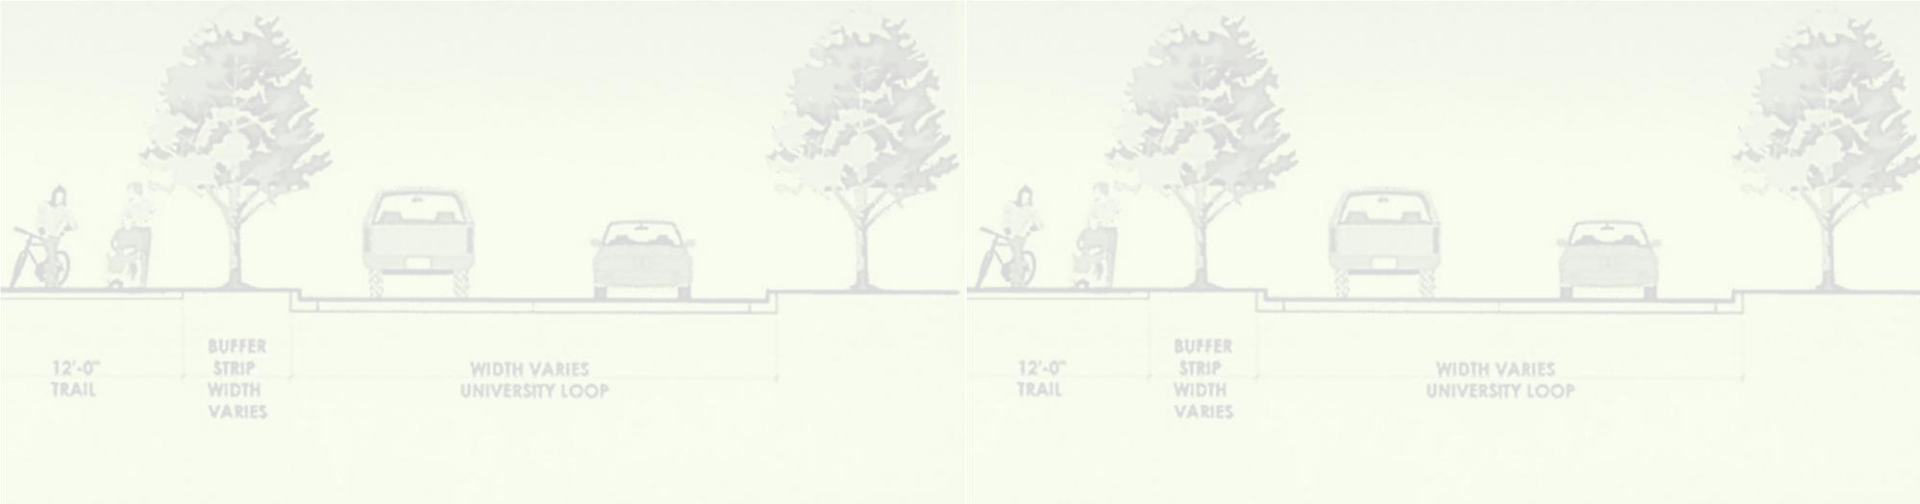 12'-0"
TRAIL
BUFFER
STRIP
WIDTH
VARIES
WIDTH VARIES
UNIVERSITY LOOP
12'-0"
TRAIL
BUFFER
STRIP
WIDTH
VARIES
WIDTH VARIES
UNIVERSITY LOOP